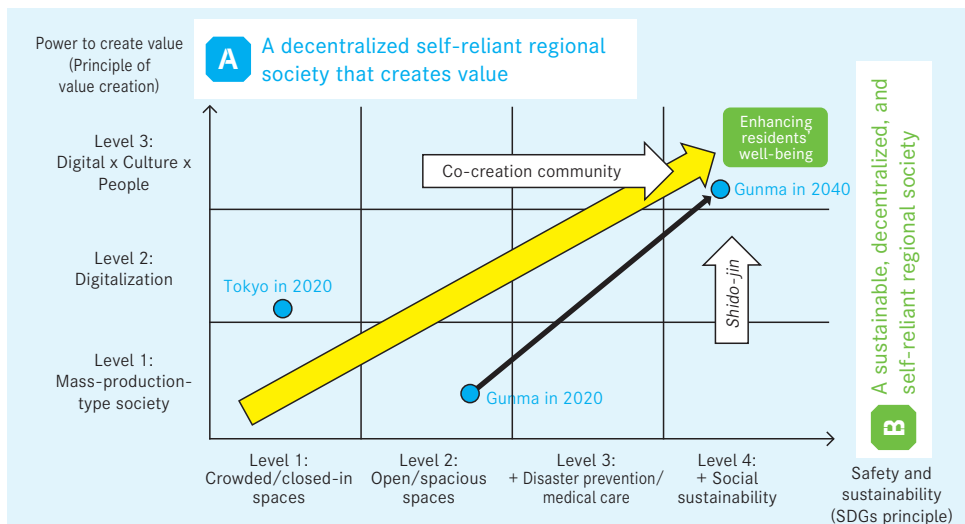 Power to create value
(Principle of
value creation)
A
A decentralized self-reliant regional
society that creates value
Level 3:
Digital x Culture x
People
Level 2:
Digitalization
Level 1:
Mass-production-
type society
Co-creation community
Enhancing
residents'
well-being
Gunma in 2040
Tokyo in 2020
Shido-jin
Gunma in 2020
Level 1:
Crowded/closed-in
spaces
Level 2:
Open/spacious
spaces
Level 3:
+ Disaster prevention/
medical care
Level 4:
+ Social
sustainability
Safety and
sustainability
(SDGs principle)
B
A sustainable, decentralized, and
self-reliant regional society